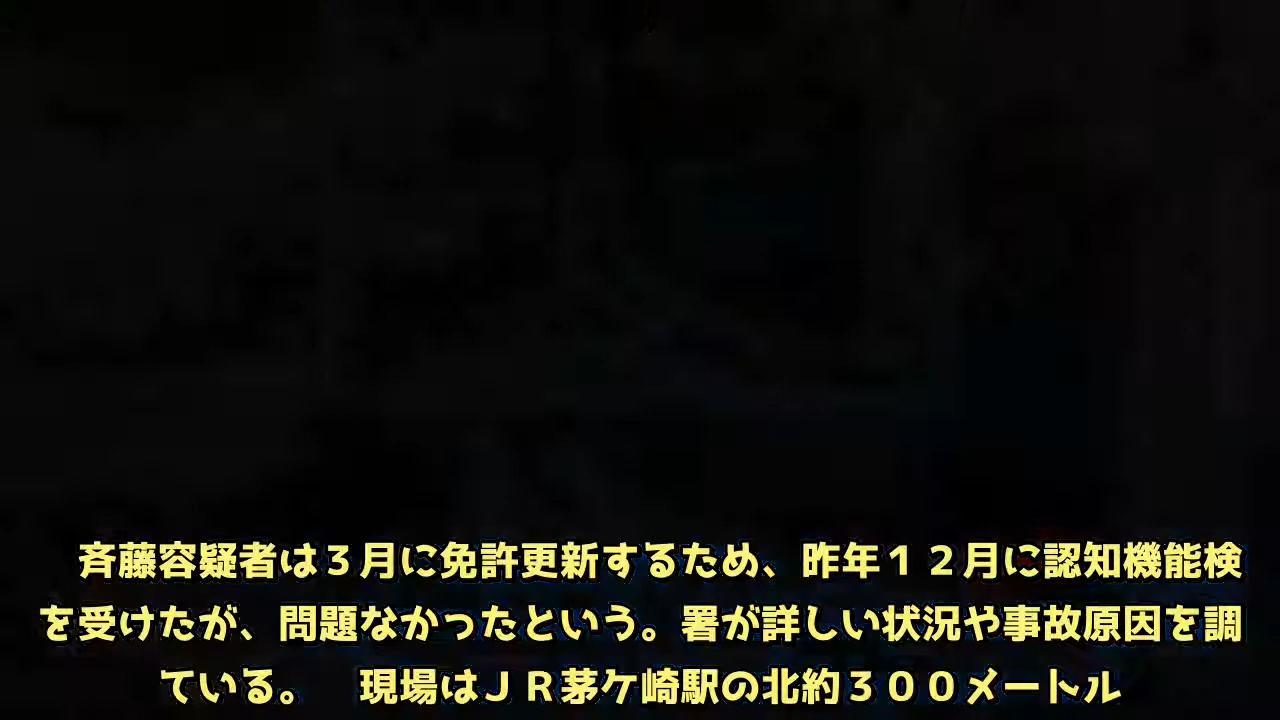 斉藤容疑者は３月に免許更新するため、昨年１２月に認知機能検
を受けたが、問題なかったという。署が詳しい状況や事故原因を調
ている。　現場はＪＲ茅ケ崎駅の北約３００メートル